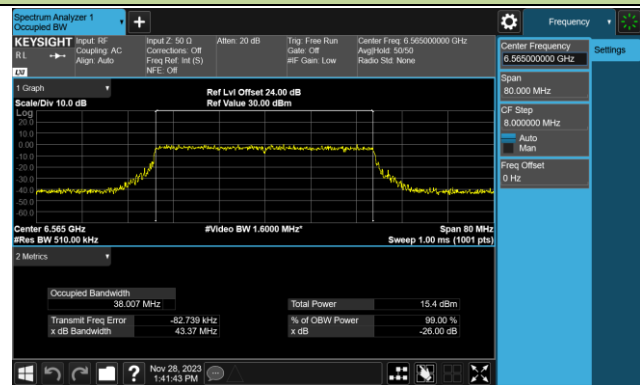 Spectrum Analyzer 1
Occupied BW
Frequency
KEYSIGHT
Input: RF
Coupling: AC
Align: Auto
RL
LXI
Input Z: 50 Ω
Corrections: Off
Freq Ref: Int (S)
NFE: Off
Atten: 20 dB
Trig: Free Run
Gate: Off
#IF Gain: Low
Center Freq: 6.565000000 GHz
Avg|Hold: 50/50
Radio Std: None
Center Frequency
6.565000000 GHz
Settings
Span
80.000 MHz
CF Step
8.000000 MHz
Auto
Man
Freq Offset
0 Hz
1 Graph
Ref Lvl Offset 24.00 dB
Scale/Div 10.0 dB
Ref Value 30.00 dBm
Log
20.0
10.0
0.00
-10.0
-20.0
-30.0
-40.0
-50.0
-60.0
Center 6.565 GHz
#Video BW 1.6000 MHz*
Span 80 MHz
#Res BW 510.00 kHz
Sweep 1.00 ms (1001 pts)
2 Metrics
Occupied Bandwidth
38.007 MHz
Total Power
15.4 dBm
Transmit Freq Error
-82.739 kHz
% of OBW Power
99.00 %
x dB Bandwidth
43.37 MHz
x dB
-26.00 dB
Nov 28, 2023
1:41:43 PM